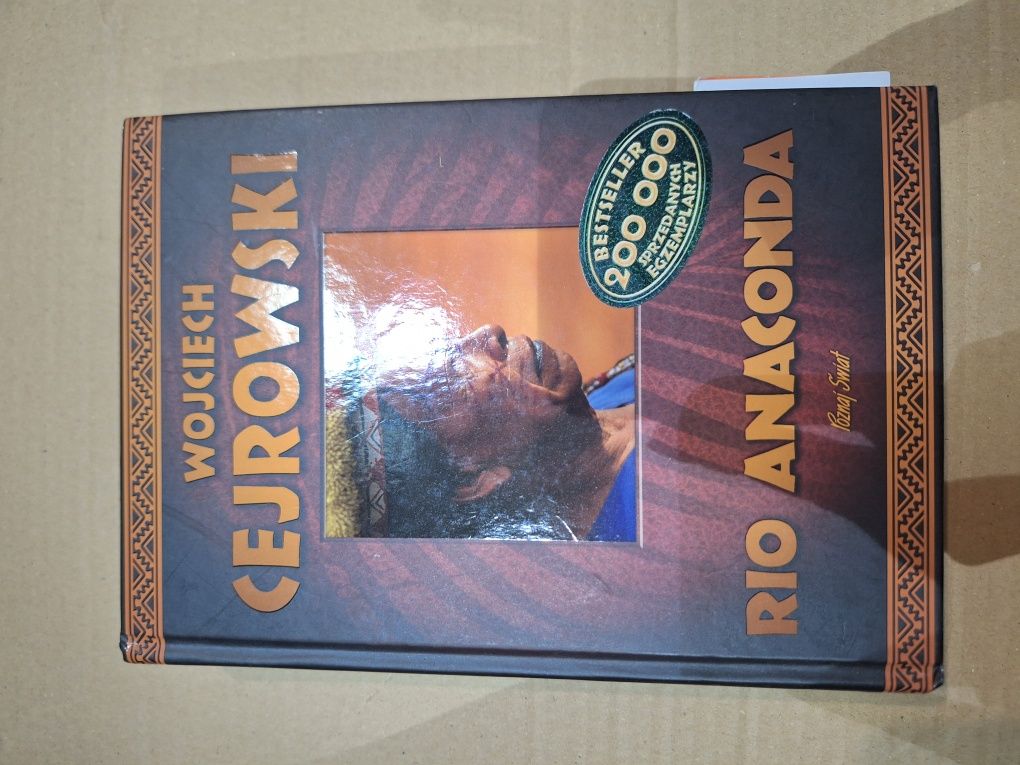 WOJCIECH
CEJROWSKI
BESTSELLER
200 000
SPRZEDANYCH
EGZEMPLARZY
RIO ANACONDA
Poznaj Świat